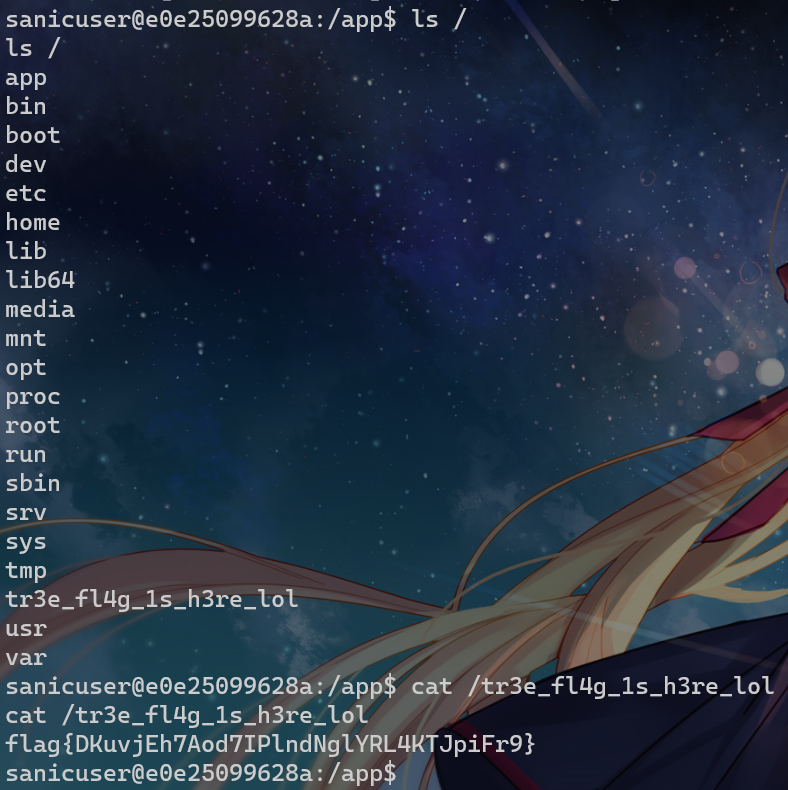 sanicuser@e0e25099628a:/app$ ls /
ls /
app
bin
boot
dev
etc
home
lib
lib64
media
mnt
opt
proc
root
run
sbin
srv
sys
tmp
tr3e_fl4g_1s_h3re_lol
usr
var
sanicuser@e0e25099628a:/app$ cat /tr3e_fl4g_1s_h3re_lol
cat /tr3e_fl4g_1s_h3re_lol
flag{DKuvjEh7Aod7IPlndNglYRL4KTJpiFr9}
sanicuser@e0e25099628a:/app$